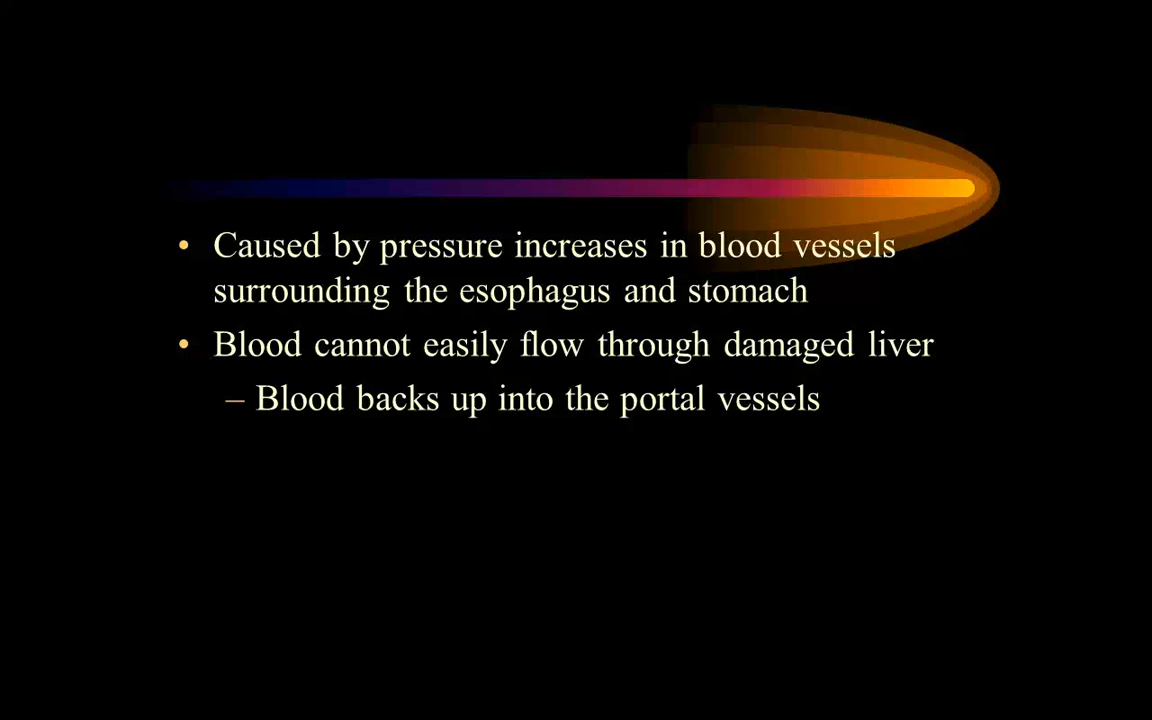 • Caused by pressure increases in blood vessels
surrounding the esophagus and stomach
• Blood cannot easily flow through damaged liver
– Blood backs up into the portal vessels